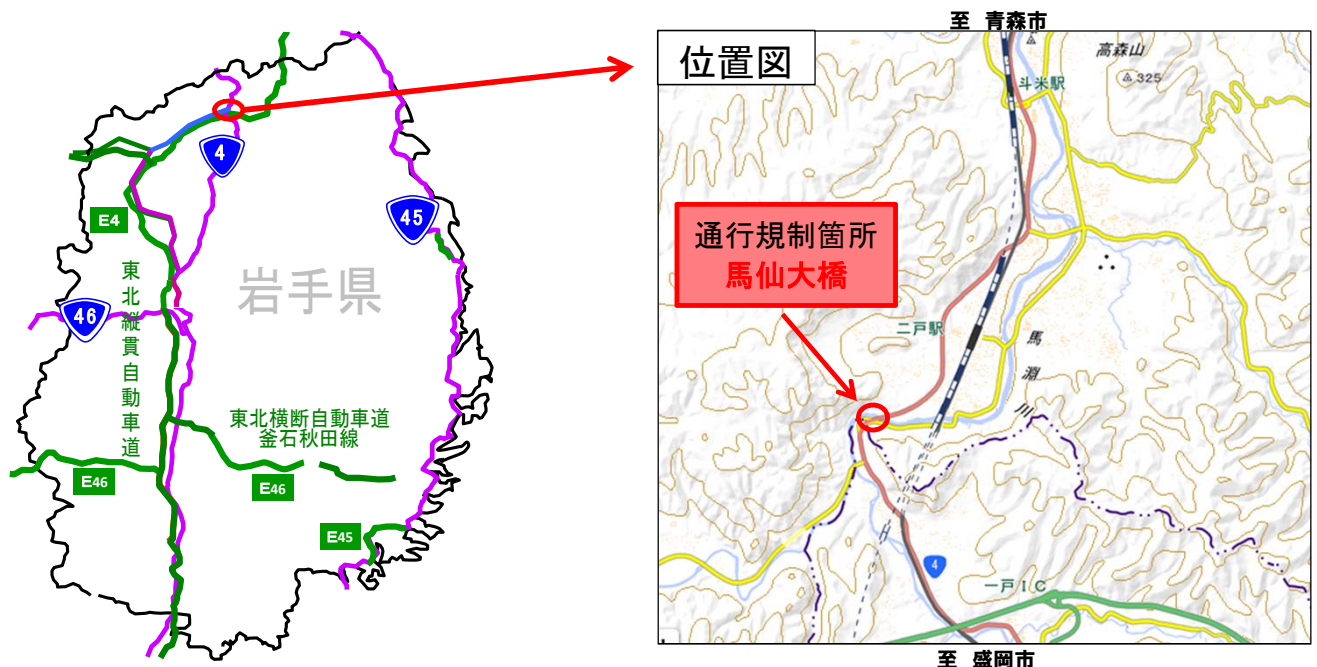 至 青森市
位置図
高森山
325
斗米駅
4
E4
45
通行規制箇所
馬仙大橋
岩手県
東北縦貫自動車道
46
二戸駅
馬淵川
東北横断自動車道
釜石秋田線
E46
E46
E45
4
一戸IC
至 盛岡市